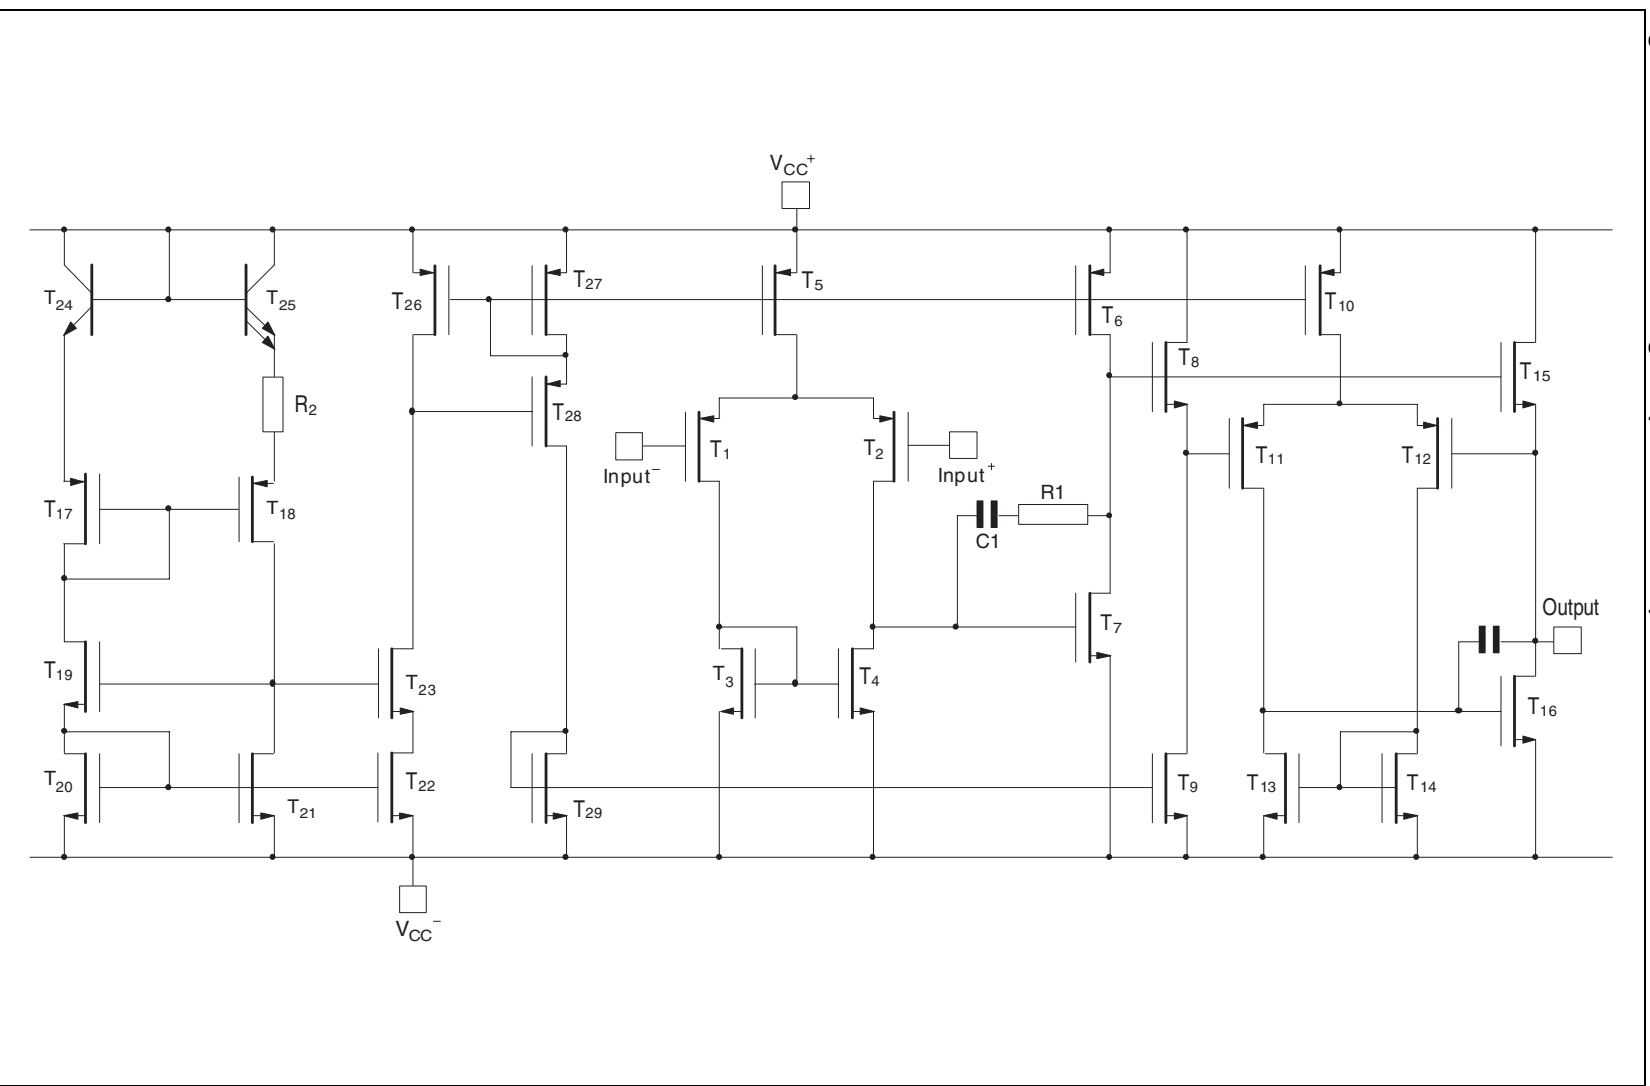 VCC+
T24
T25
T26
T27
T5
T6
T10
T8
T15
R2
T28
T1
T2
T11
T12
Input−
Input+
R1
T17
T18
C1
Output
T7
T19
T23
T3
T4
T16
T20
T21
T22
T29
T9
T13
T14
VCC−